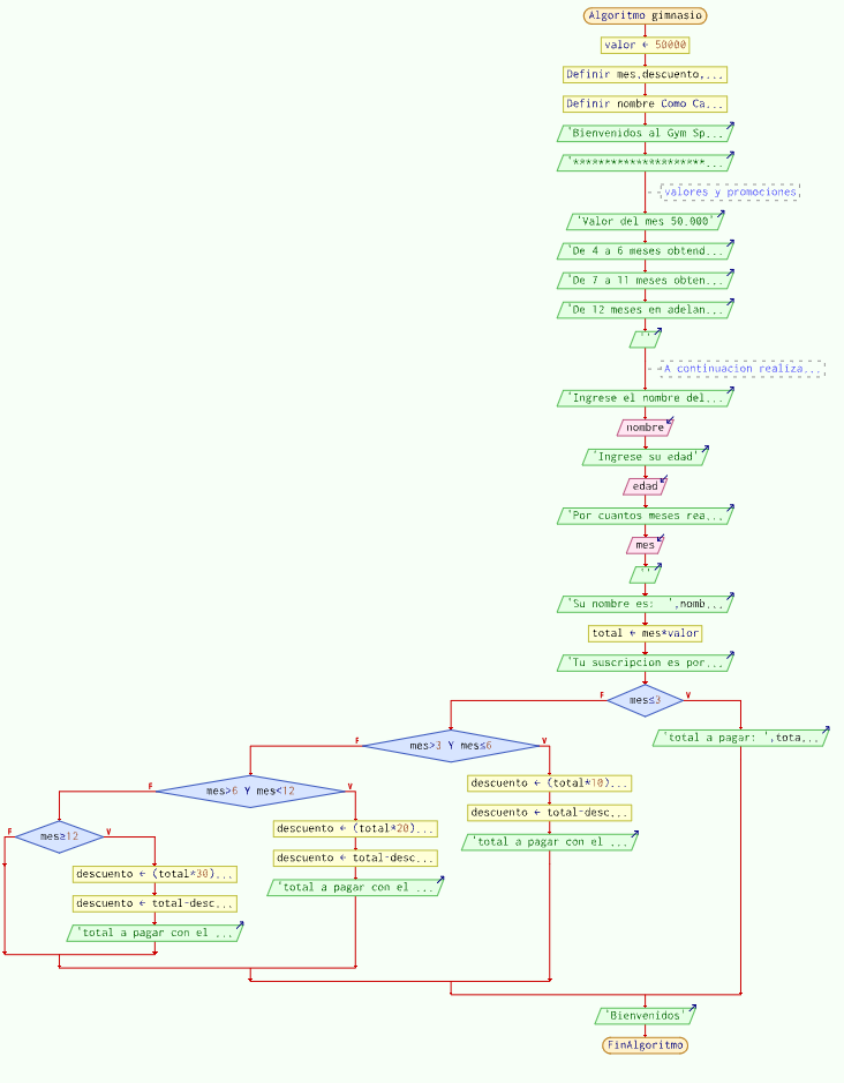 Algoritmo gimnasio
valor ← 50000
Definir mes,descuento,...
Definir nombre Como Ca...
'Bienvenidos al Gym Sp...
'*********************...
valores y promociones
'Valor del mes 50.000'
'De 4 a 6 meses obtend...
'De 7 a 11 meses obten...
'De 12 meses en adelan...
''
A continuacion realiza...
'Ingrese el nombre del...
nombre
'Ingrese su edad'
edad
'Por cuantos meses rea...
mes
''
'Su nombre es:  ',nomb...
total ← mes*valor
'Tu suscripcion es por...
F mes≤3 V
'total a pagar: ',tota...
F mes>3 Y mes≤6 V
descuento ← (total*10)...
descuento ← total-desc...
'total a pagar con el ...
F mes>6 Y mes<12 V
descuento ← (total*20)...
descuento ← total-desc...
'total a pagar con el ...
F mes≥12 V
descuento ← (total*30)...
descuento ← total-desc...
'total a pagar con el ...
'Bienvenidos'
FinAlgoritmo